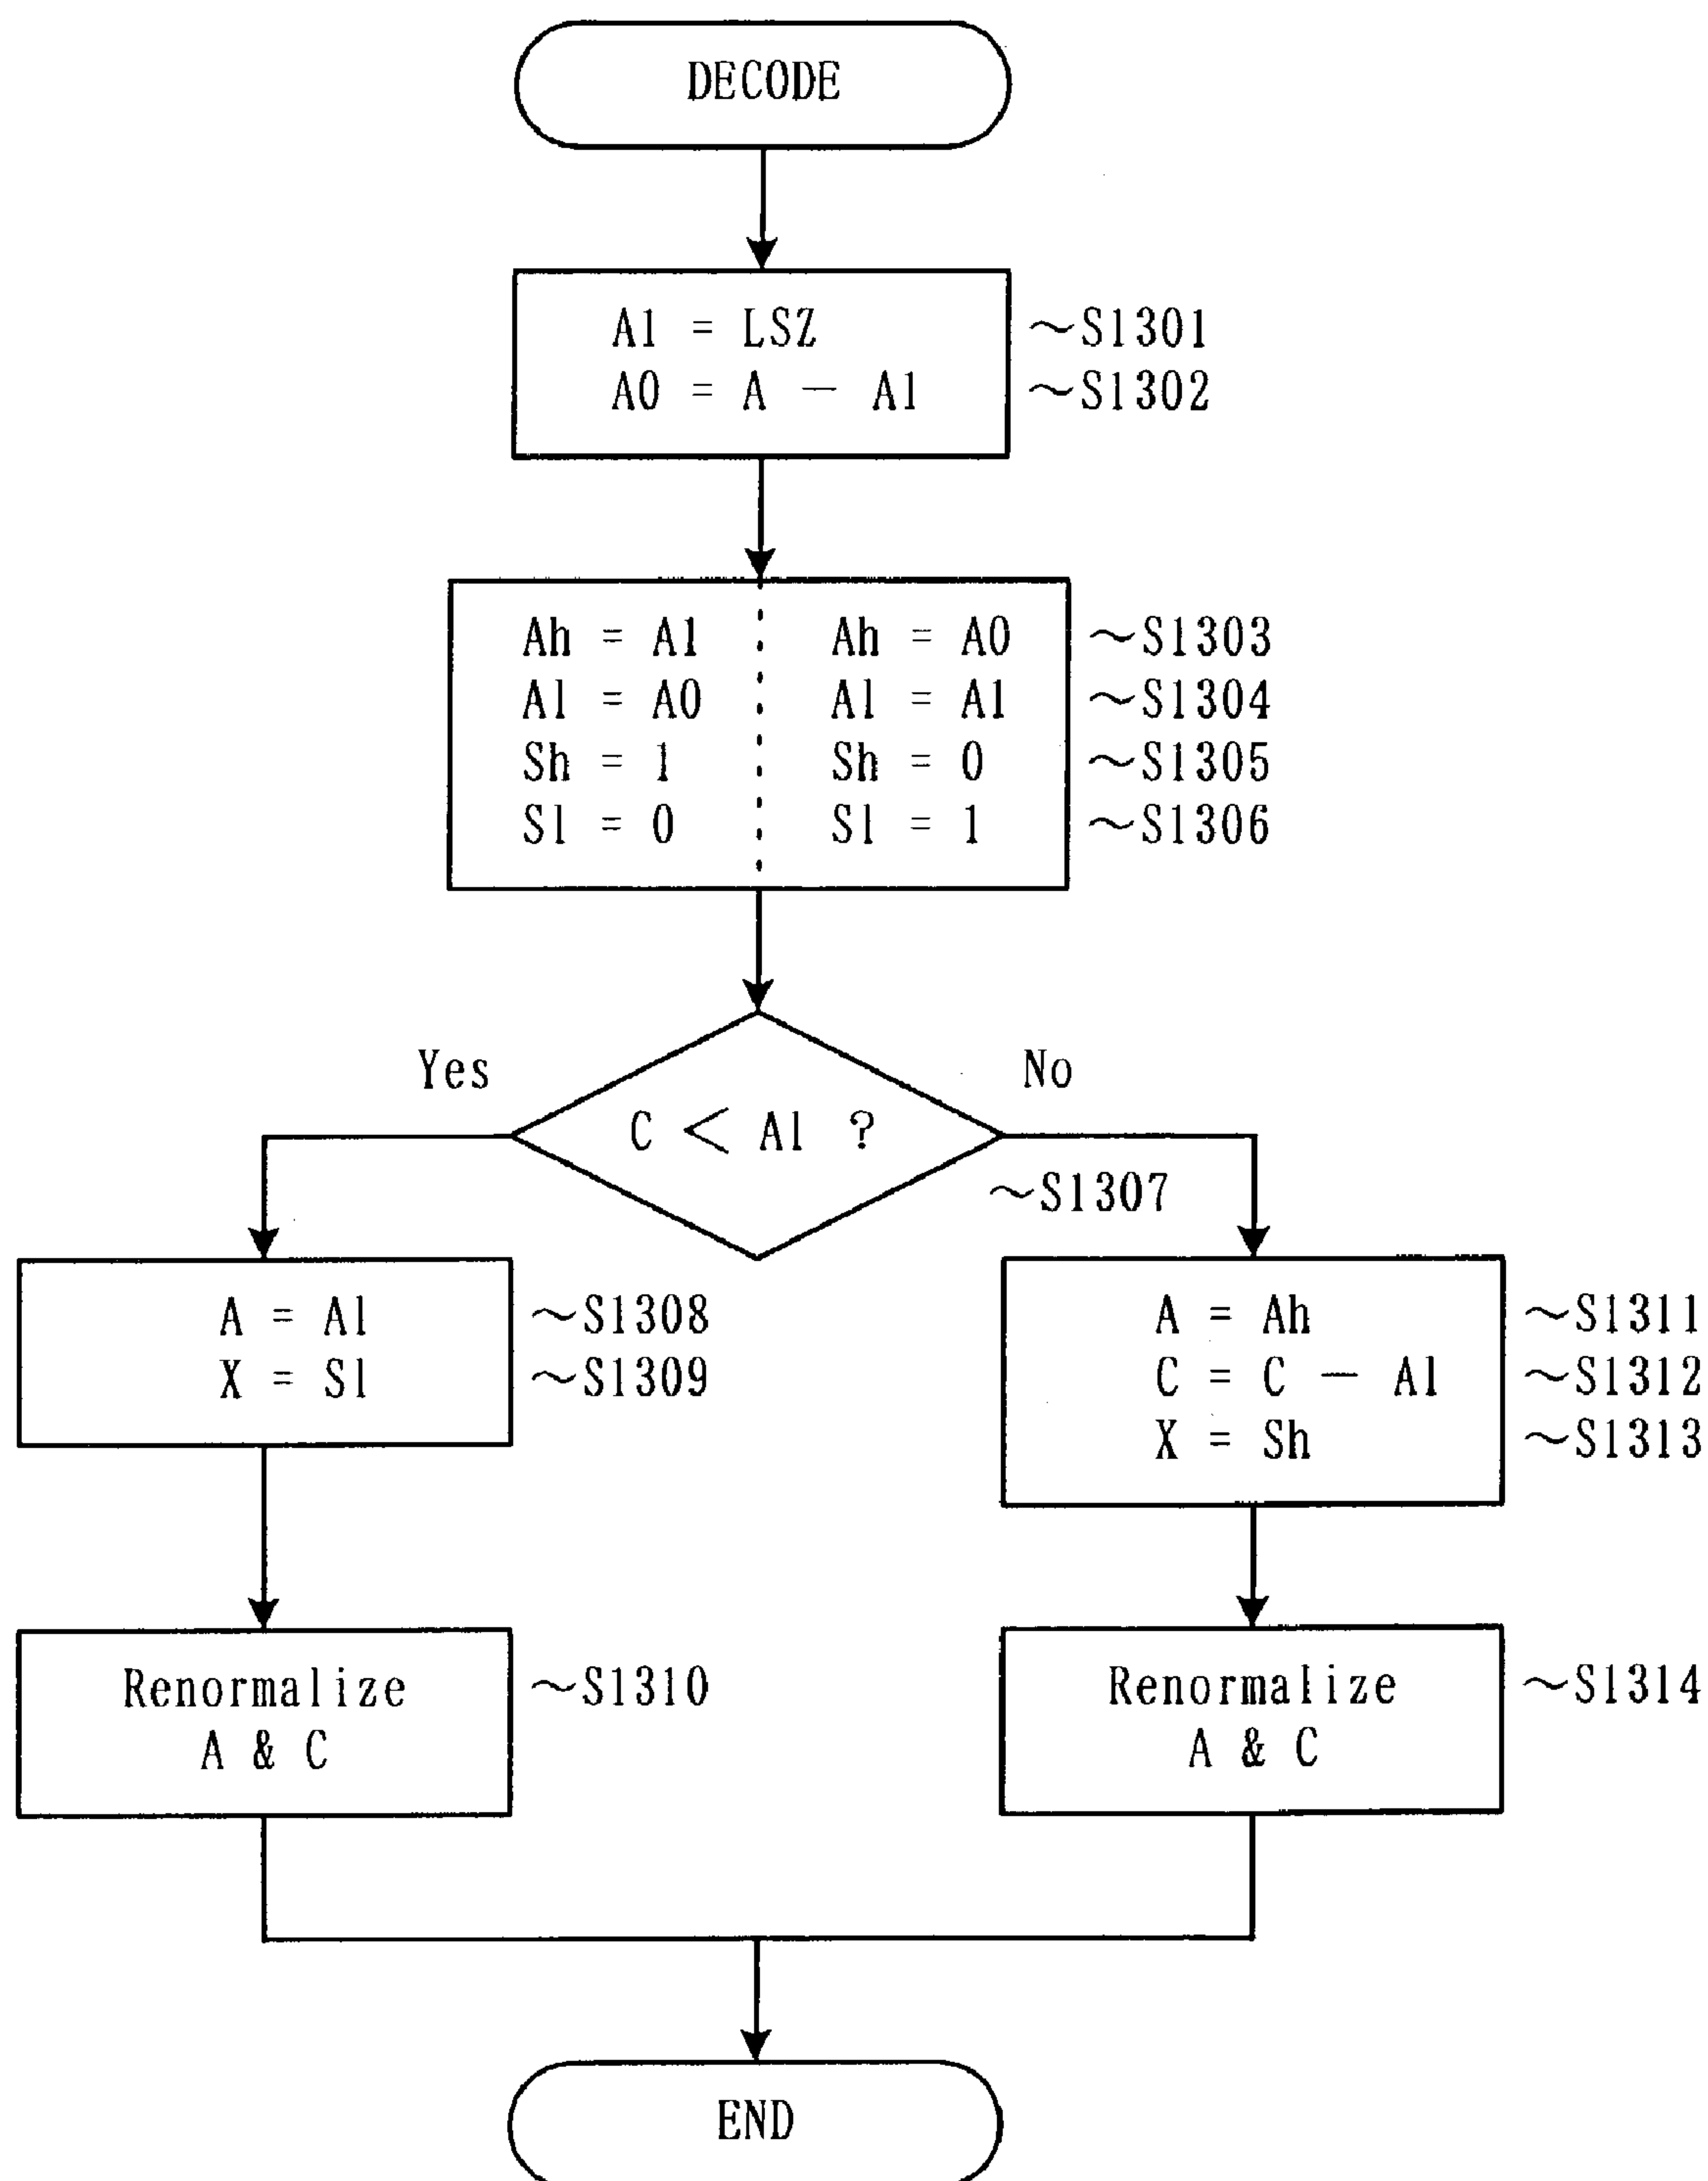 DECODE
A1 = LSZ ~S1301
A0 = A - A1 ~S1302
Ah = A1 Ah = A0 ~S1303
Al = A0 Al = A1 ~S1304
Sh = 1 Sh = 0 ~S1305
Sl = 0 Sl = 1 ~S1306
Yes
No
C < Al ?
~S1307
A = Al ~S1308
X = Sl ~S1309
A = Ah ~S1311
C = C - Al ~S1312
X = Sh ~S1313
Renormalize ~S1310
A & C
Renormalize ~S1314
A & C
END